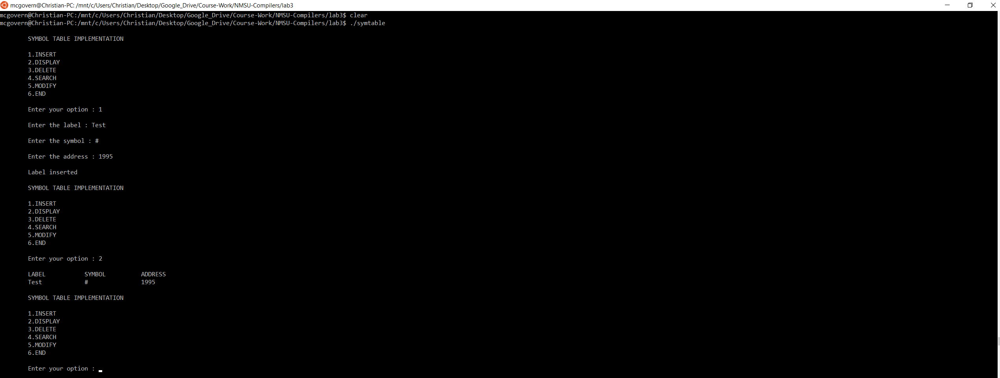 mcgovern@Christian-PC: /mnt/c/Users/Christian/Desktop/Google_Drive/Course-Work/NMSU-Compilers/lab3
mcgovern@Christian-PC:/mnt/c/Users/Christian/Desktop/Google_Drive/Course-Work/NMSU-Compilers/lab3$ clear
mcgovern@Christian-PC:/mnt/c/Users/Christian/Desktop/Google_Drive/Course-Work/NMSU-Compilers/lab3$ ./symtable
SYMBOL TABLE IMPLEMENTATION
1.INSERT
2.DISPLAY
3.DELETE
4.SEARCH
5.MODIFY
6.END
Enter your option : 1
Enter the label : Test
Enter the symbol : #
Enter the address : 1995
Label inserted
SYMBOL TABLE IMPLEMENTATION
1.INSERT
2.DISPLAY
3.DELETE
4.SEARCH
5.MODIFY
6.END
Enter your option : 2
LABEL SYMBOL ADDRESS
Test # 1995
SYMBOL TABLE IMPLEMENTATION
1.INSERT
2.DISPLAY
3.DELETE
4.SEARCH
5.MODIFY
6.END
Enter your option :